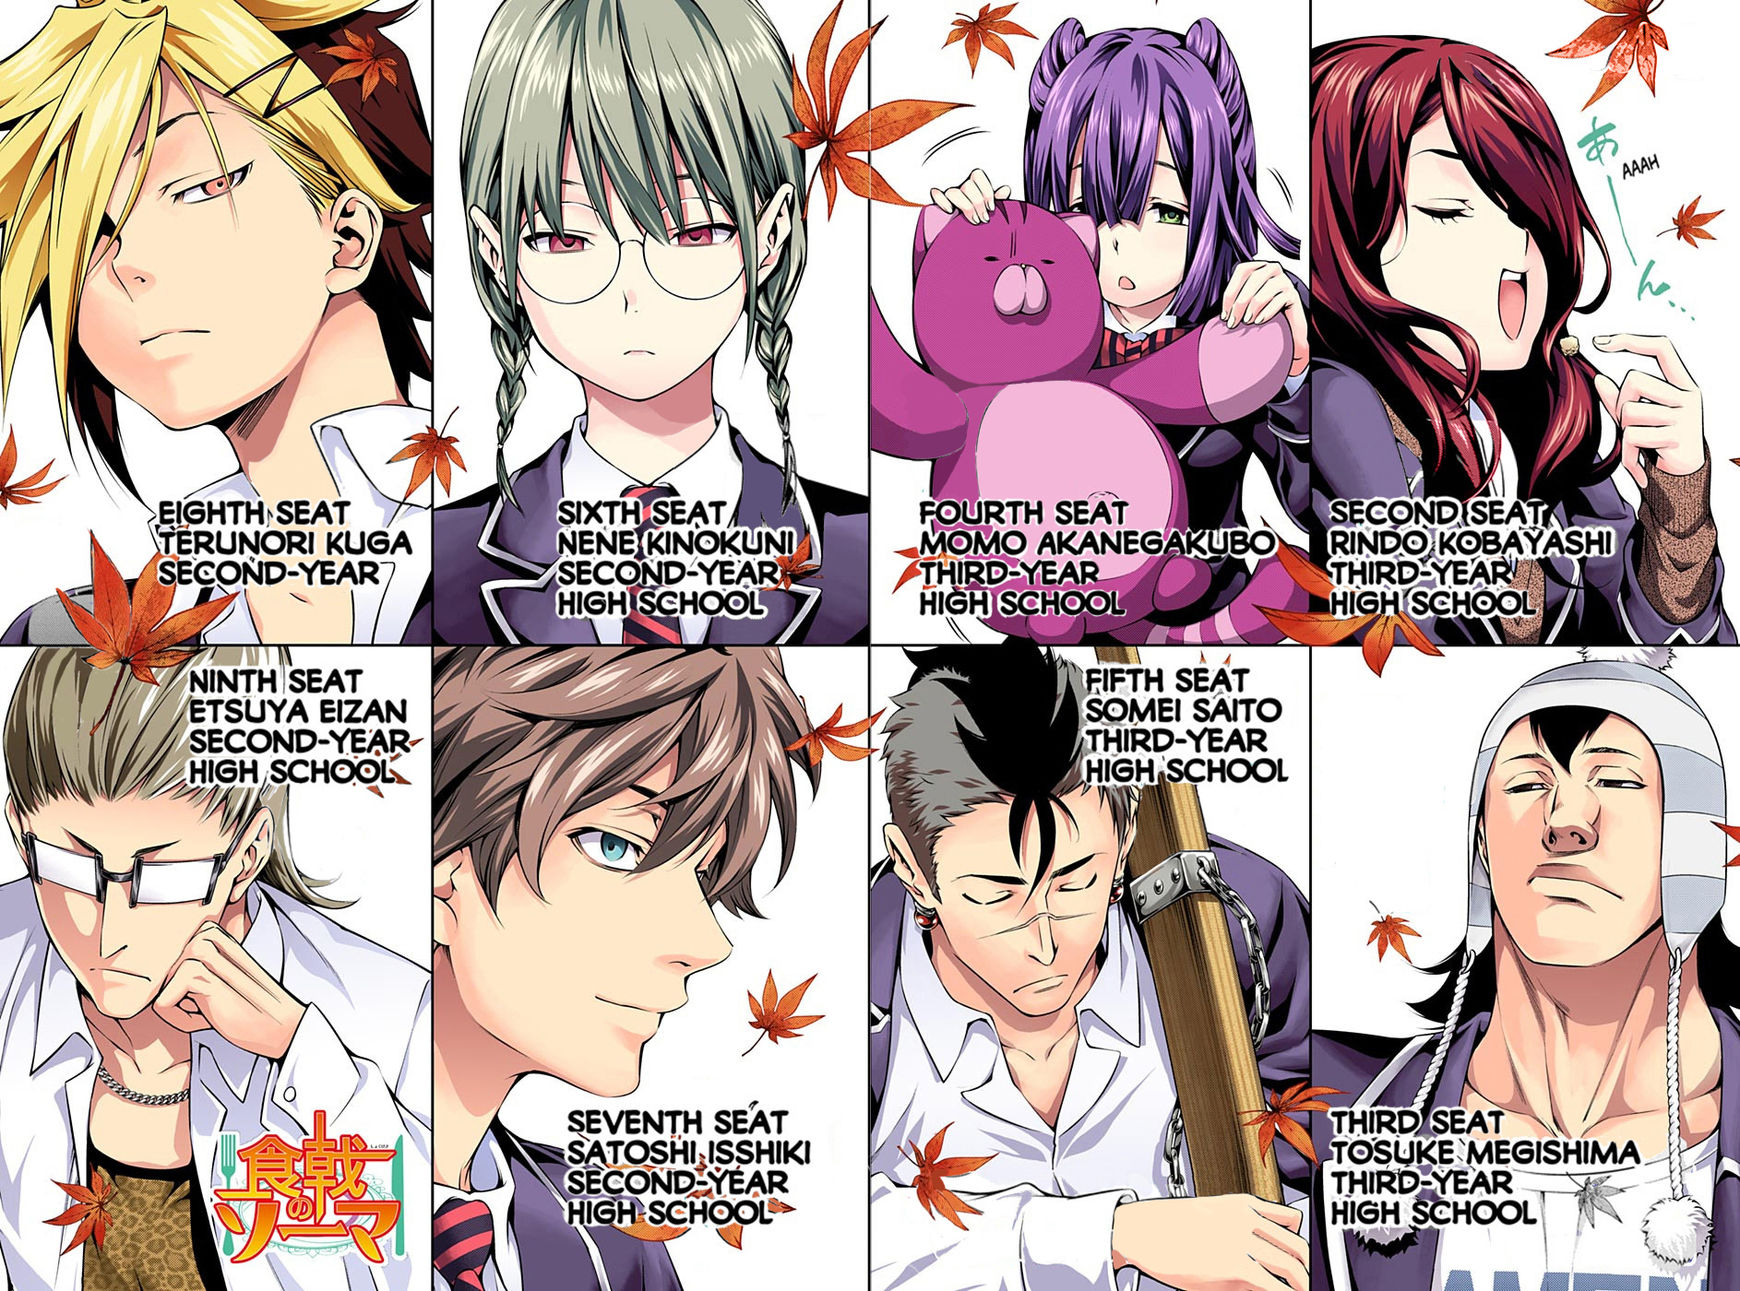 EIGHTH SEAT
TERUNORI KUGA
SECOND-YEAR
SIXTH SEAT
NENE KINOKUNI
SECOND-YEAR
HIGH SCHOOL
FOURTH SEAT
MOMO AKANEGAKUBO
THIRD-YEAR
HIGH SCHOOL
あーん...
AAAH
SECOND SEAT
RINDO KOBAYASHI
THIRD-YEAR
HIGH SCHOOL
NINTH SEAT
ETSUYA EIZAN
SECOND-YEAR
HIGH SCHOOL
食戟
の
ソーマ
SEVENTH SEAT
SATOSHI ISSHIKI
SECOND-YEAR
HIGH SCHOOL
FIFTH SEAT
SOMEI SAITO
THIRD-YEAR
HIGH SCHOOL
THIRD SEAT
TOSUKE MEGISHIMA
THIRD-YEAR
HIGH SCHOOL